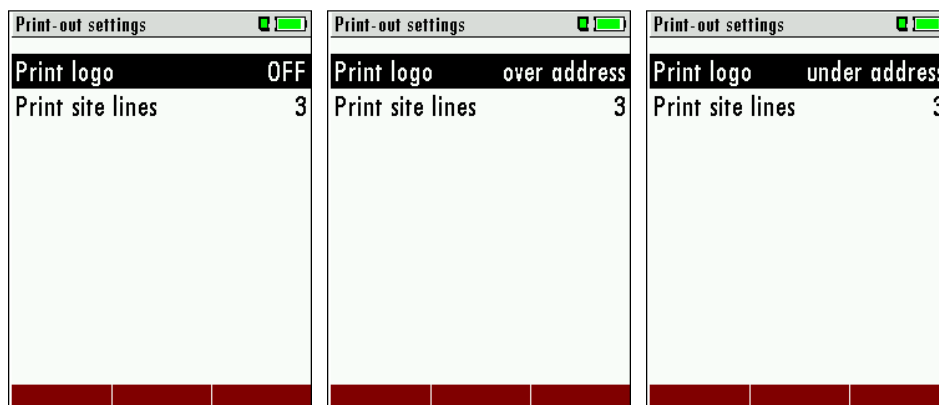 Print-out settings
Print logo OFF
Print site lines 3
Print-out settings
Print logo over address
Print site lines 3
Print-out settings
Print logo under address
Print site lines 3